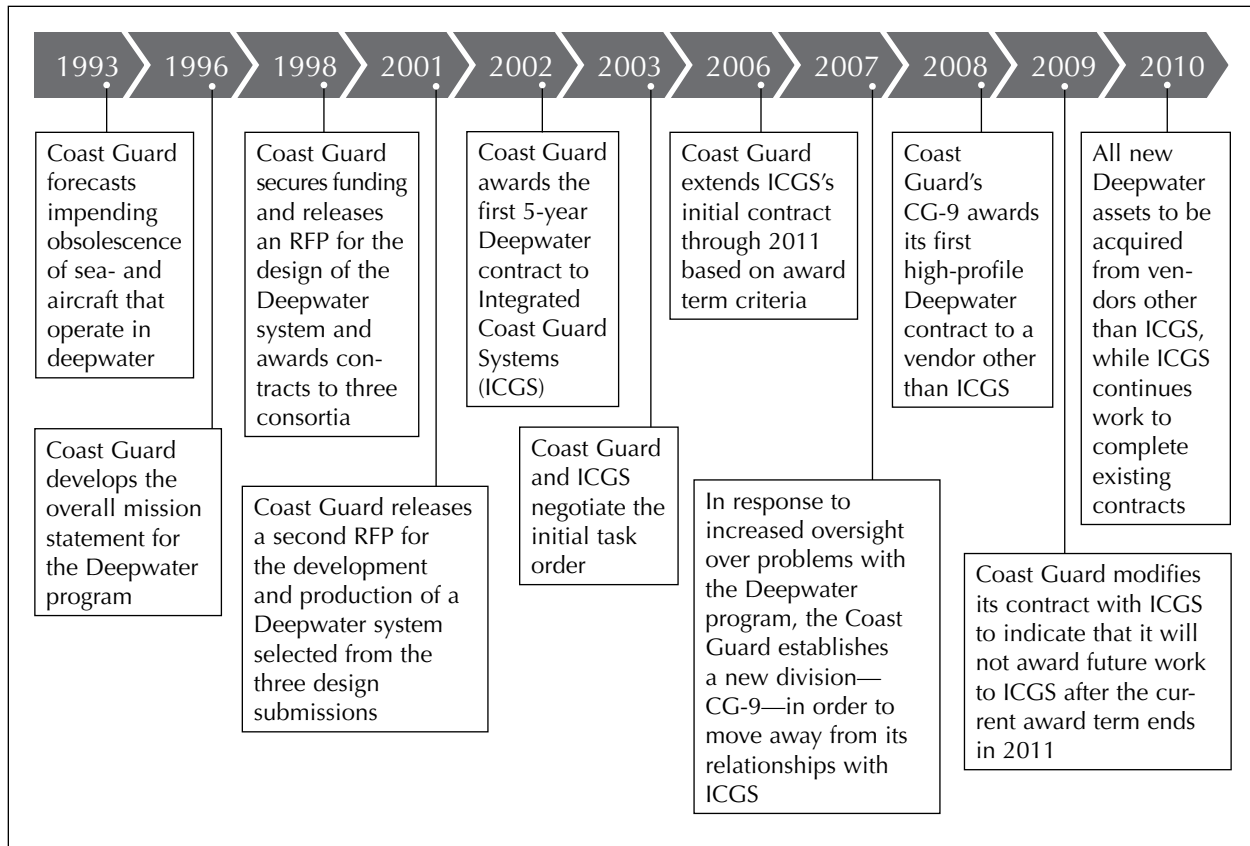 1993 1996 1998 2001 2002 2003 2006 2007 2008 2009 2010
Coast Guard
forecasts
impending
obsolescence
of sea- and
aircraft that
operate in
deepwater
Coast Guard
develops the
overall mission
statement for
the Deepwater
program
Coast Guard
secures funding
and releases
an RFP for the
design of the
Deepwater
system and
awards con-
tracts to three
consortia
Coast Guard releases
a second RFP for
the development
and production of a
Deepwater system
selected from the
three design
submissions
Coast Guard
awards the
first 5-year
Deepwater
contract to
Integrated
Coast Guard
Systems
(ICGS)
Coast Guard
and ICGS
negotiate the
initial task
order
Coast Guard
extends ICGS's
initial contract
through 2011
based on award
term criteria
In response to
increased oversight
over problems with
the Deepwater
program, the Coast
Guard establishes
a new division—
CG-9—in order to
move away from its
relationships with
ICGS
Coast
Guard's
CG-9 awards
its first
high-profile
Deepwater
contract to a
vendor other
than ICGS
Coast Guard modifies
its contract with ICGS
to indicate that it will
not award future work
to ICGS after the cur-
rent award term ends
in 2011
All new
Deepwater
assets to be
acquired
from ven-
dors other
than ICGS,
while ICGS
continues
work to
complete
existing
contracts